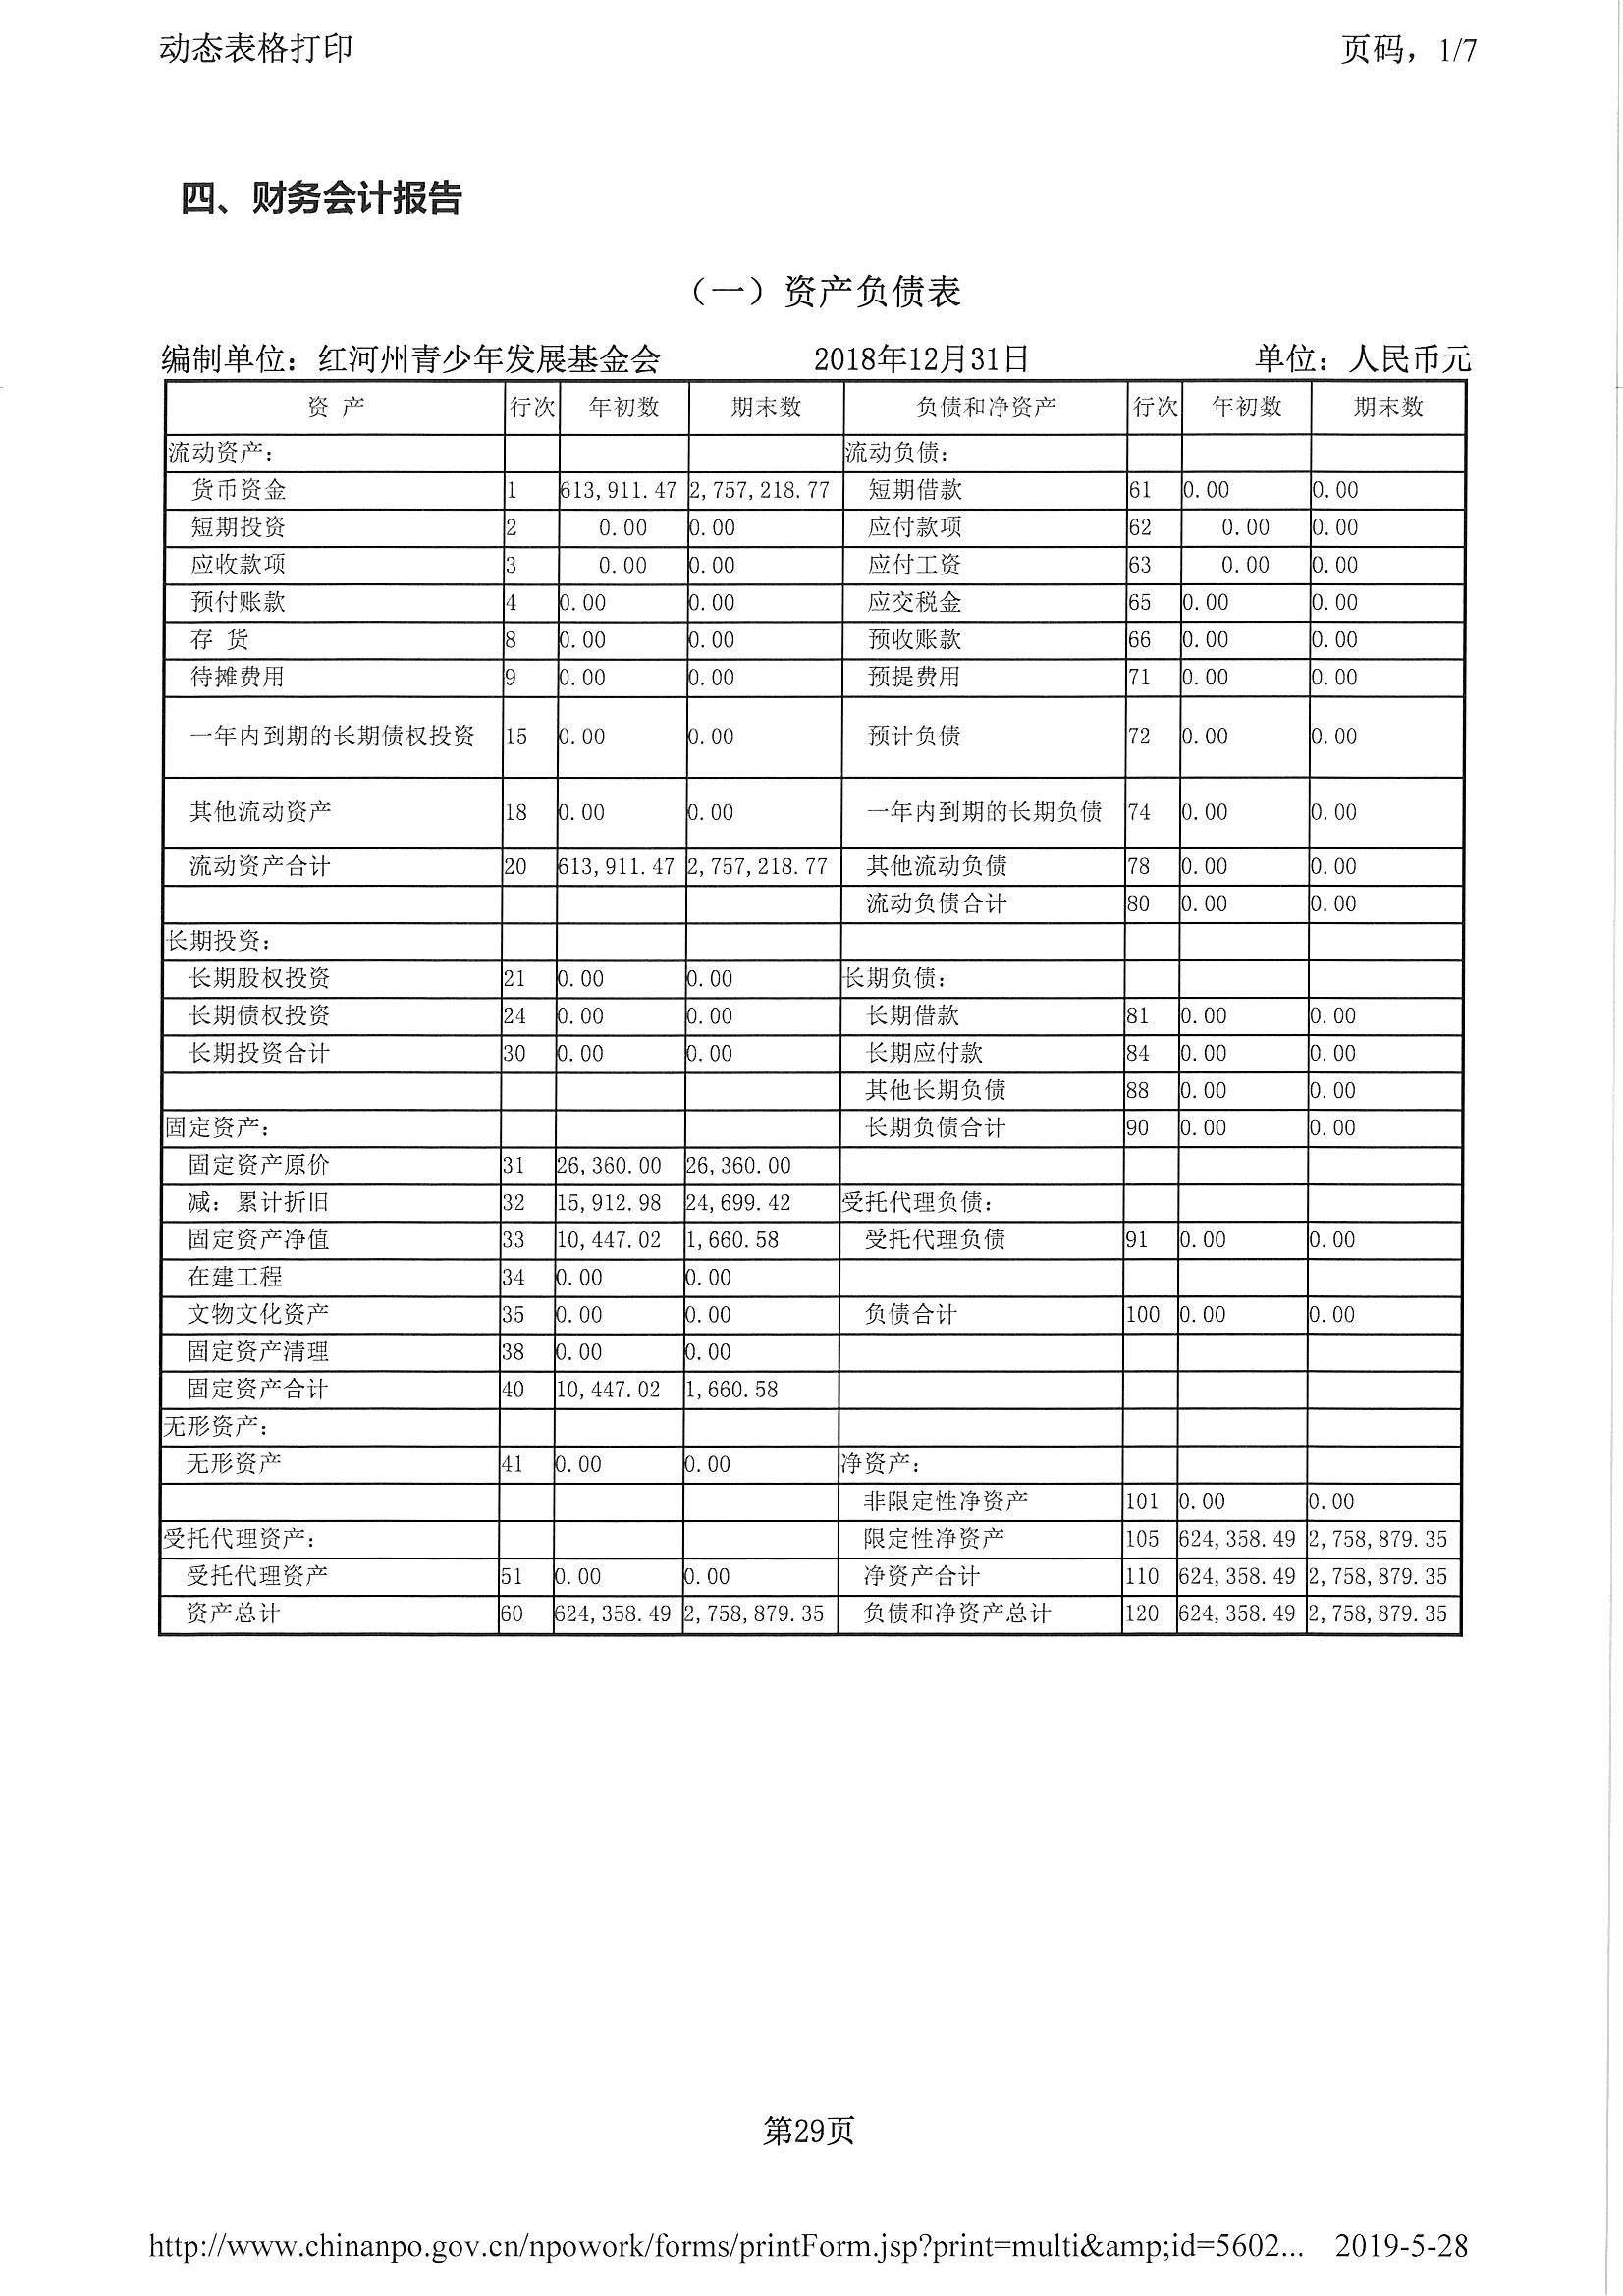 动态表格打印 页码，1/7
四、财务会计报告
（一）资产负债表
编制单位：红河州青少年发展基金会 2018年12月31日 单位：人民币元
资 产 行次 年初数 期末数 负债和净资产 行次 年初数 期末数
流动资产： 流动负债：
货币资金 1 613,911.47 2,757,218.77 短期借款 61 0.00 0.00
短期投资 2 0.00 0.00 应付款项 62 0.00 0.00
应收款项 3 0.00 0.00 应付工资 63 0.00 0.00
预付账款 4 0.00 0.00 应交税金 65 0.00 0.00
存 货 8 0.00 0.00 预收账款 66 0.00 0.00
待摊费用 9 0.00 0.00 预提费用 71 0.00 0.00
一年内到期的长期债权投资 15 0.00 0.00 预计负债 72 0.00 0.00
其他流动资产 18 0.00 0.00 一年内到期的长期负债 74 0.00 0.00
流动资产合计 20 613,911.47 2,757,218.77 其他流动负债 78 0.00 0.00
流动负债合计 80 0.00 0.00
长期投资：
长期股权投资 21 0.00 0.00 长期负债：
长期债权投资 24 0.00 0.00 长期借款 81 0.00 0.00
长期投资合计 30 0.00 0.00 长期应付款 84 0.00 0.00
其他长期负债 88 0.00 0.00
固定资产： 长期负债合计 90 0.00 0.00
固定资产原价 31 26,360.00 26,360.00
减：累计折旧 32 15,912.98 24,699.42 受托代理负债：
固定资产净值 33 10,447.02 1,660.58 受托代理负债 91 0.00 0.00
在建工程 34 0.00 0.00
文物文化资产 35 0.00 0.00 负债合计 100 0.00 0.00
固定资产清理 38 0.00 0.00
固定资产合计 40 10,447.02 1,660.58
无形资产：
无形资产 41 0.00 0.00 净资产：
非限定性净资产 101 0.00 0.00
受托代理资产： 限定性净资产 105 624,358.49 2,758,879.35
受托代理资产 51 0.00 0.00 净资产合计 110 624,358.49 2,758,879.35
资产总计 60 624,358.49 2,758,879.35 负债和净资产总计 120 624,358.49 2,758,879.35
第29页
http://www.chinanpo.gov.cn/npowork/forms/printForm.jsp?print=multi&amp;id=5602... 2019-5-28